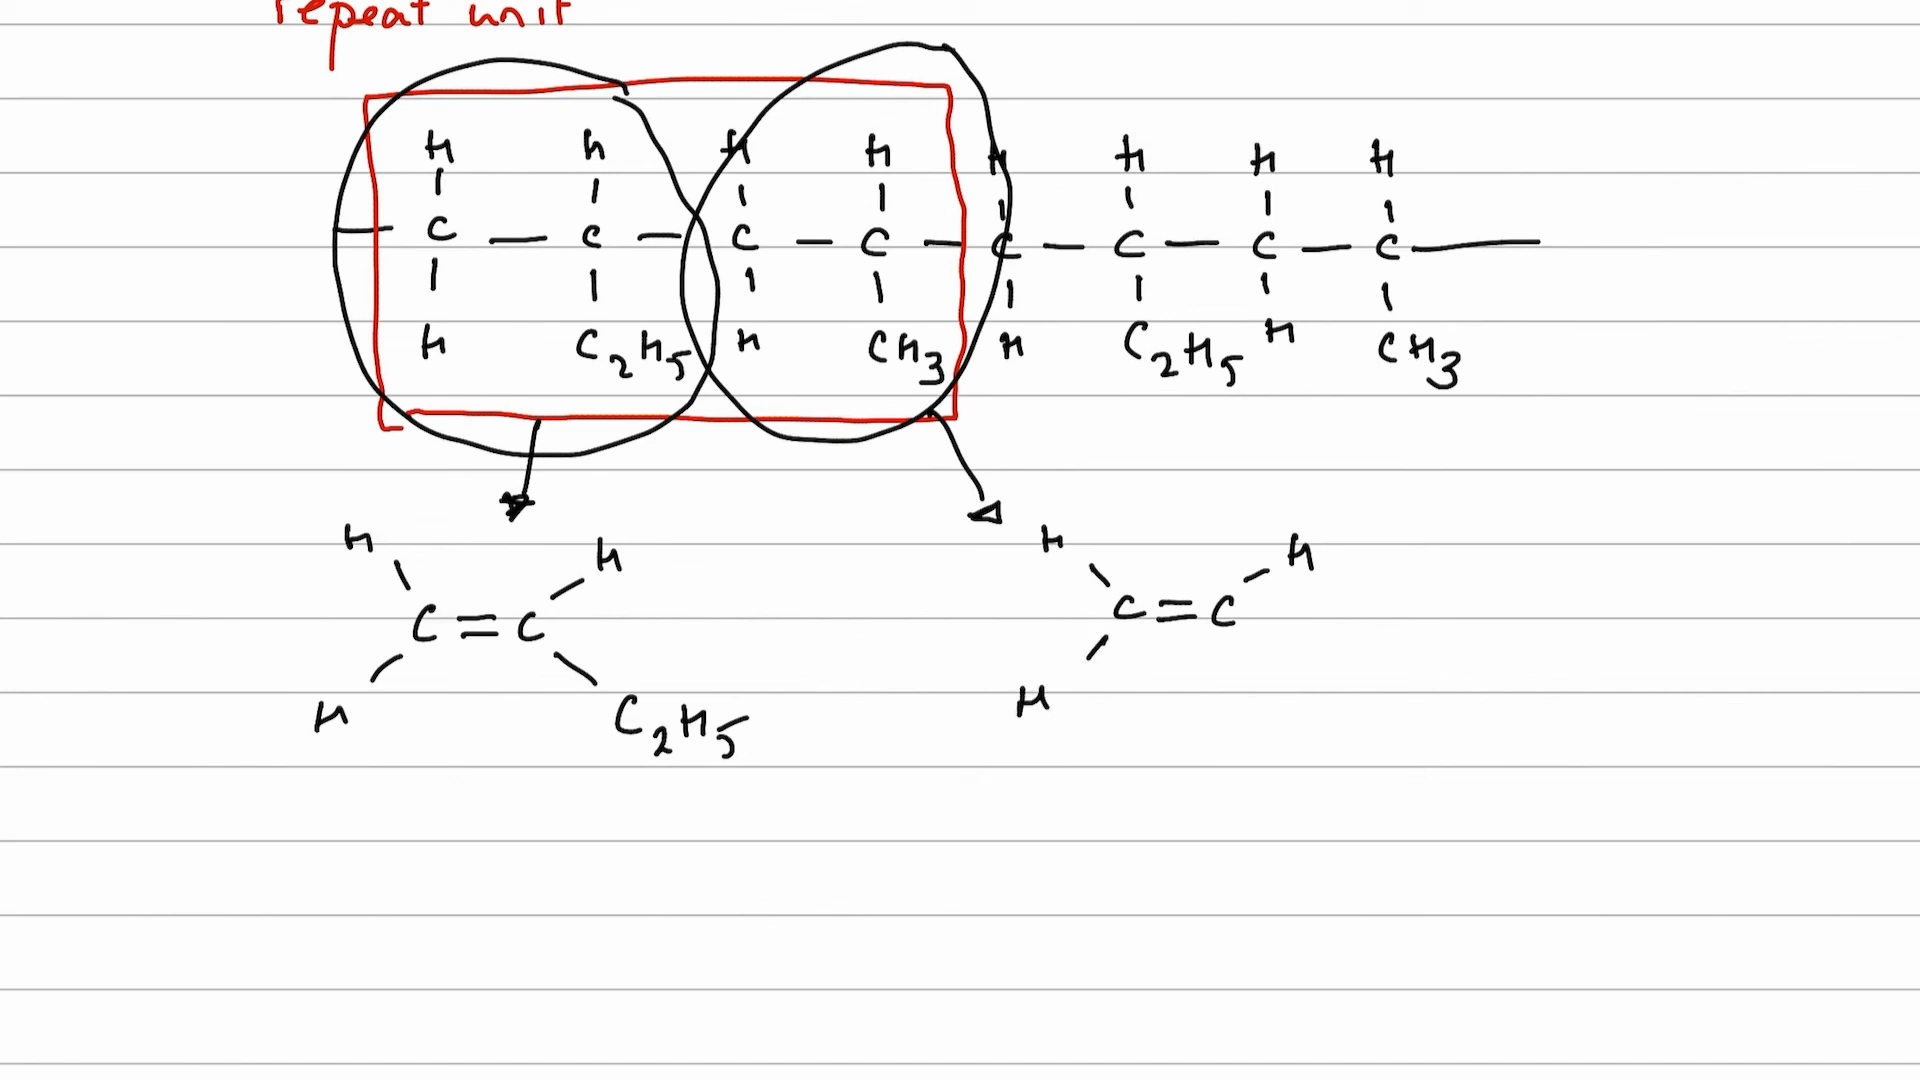 repeat unit
H H H H H H H H
C — C — C — C — C — C — C — C —
H C2H5 H CH3 H C2H5 H CH3
H H H H
C = C C = C
H C2H5 H